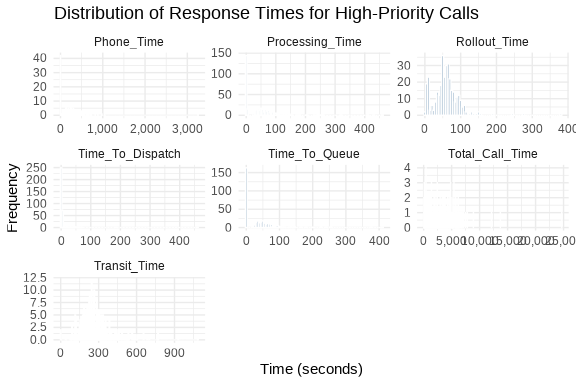 Distribution of Response Times for High-Priority Calls
Phone_Time
Processing_Time
Rollout_Time
40
30
20
10
0
0 1,000 2,000 3,000
150
100
50
0
0 100 200 300 400
30
20
10
0
0 100 200 300 400
Time_To_Dispatch
Time_To_Queue
Total_Call_Time
250
200
150
100
50
0
0 100 200 300 400
150
100
50
0
0 100 200 300 400
4
3
2
1
0
0 5,000 10,000 15,000 20,000 25,00
Transit_Time
12.5
10.0
7.5
5.0
2.5
0.0
0 300 600 900
Frequency
Time (seconds)